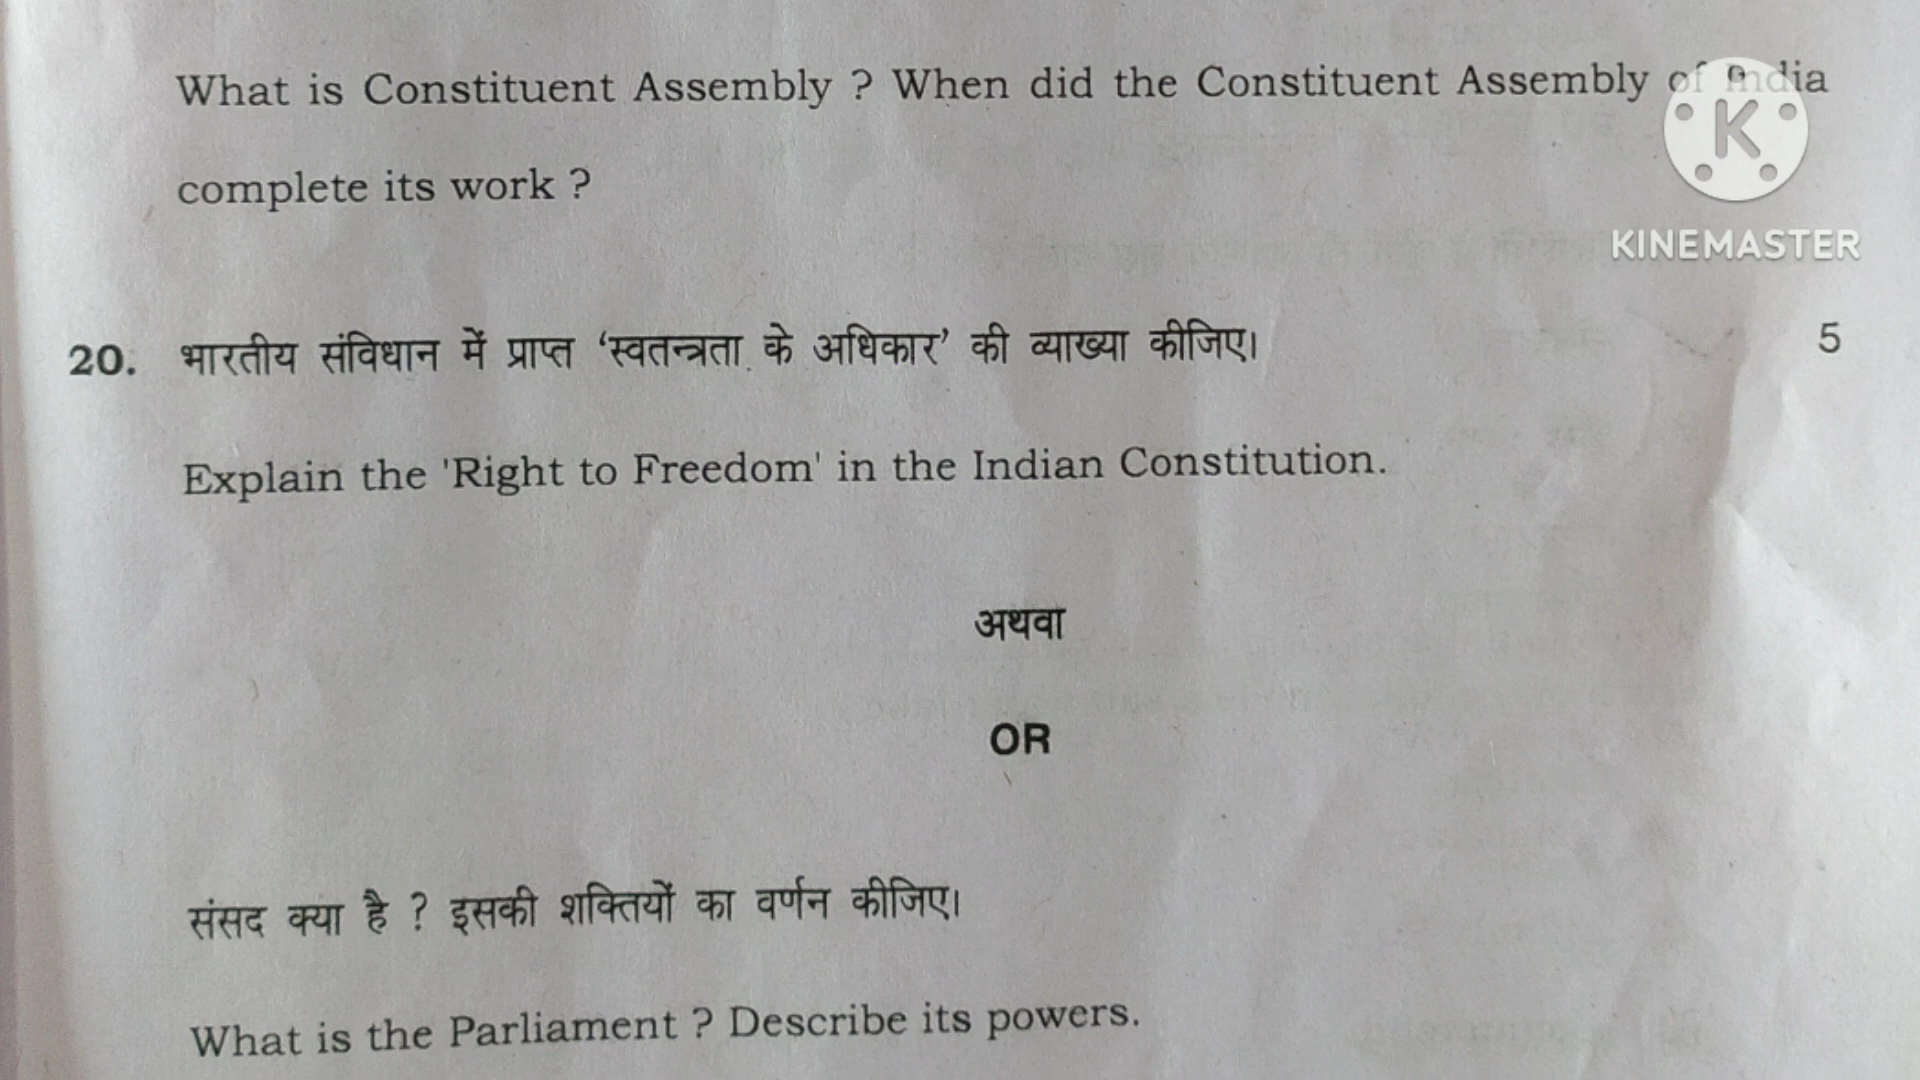 What is Constituent Assembly ? When did the Constituent Assembly of India
complete its work ?
K
KINEMASTER
20. भारतीय संविधान में प्राप्त ‘स्वतन्त्रता के अधिकार’ की व्याख्या कीजिए। 5
Explain the 'Right to Freedom' in the Indian Constitution.
अथवा
OR
संसद क्या है ? इसकी शक्तियों का वर्णन कीजिए।
What is the Parliament ? Describe its powers.